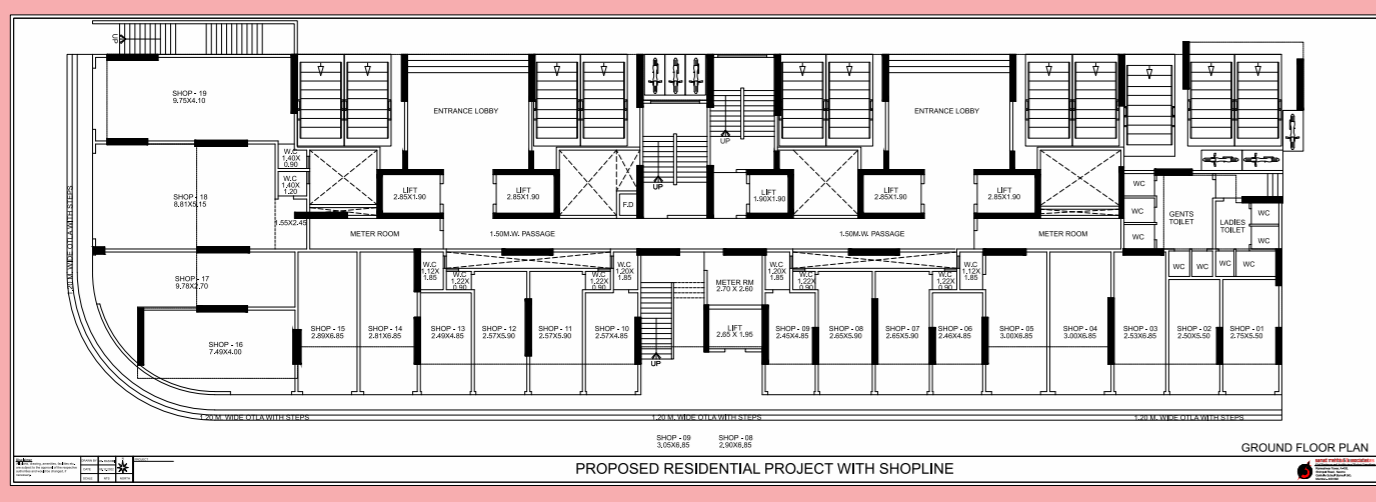 UP
SHOP - 19
9.75X4.10
ENTRANCE LOBBY
ENTRANCE LOBBY
UP
UP
W.C
1.40X
0.90
W.C
1.40X
1.20
SHOP - 18
8.81X5.15
1.55X2.45
LIFT
2.85X1.90
LIFT
2.85X1.90
F.D
LIFT
1.90X1.90
LIFT
2.85X1.90
LIFT
2.85X1.90
WC
WC
WC
GENTS
TOILET
LADIES
TOILET
WC
WC
METER ROOM
1.50M.W. PASSAGE
1.50M.W. PASSAGE
METER ROOM
WC
WC
WC
WC
1.20 M. WIDE OTLA WITH STEPS
SHOP - 17
9.78X2.70
W.C
1.12X
1.85
W.C
1.22X
0.90
W.C
1.22X
0.90
W.C
1.20X
1.85
METER RM
2.70 X 2.60
W.C
1.20X
1.85
W.C
1.22X
0.90
W.C
1.22X
0.90
W.C
1.12X
1.85
SHOP - 16
7.49X4.00
SHOP - 15
2.89X6.85
SHOP - 14
2.81X6.85
SHOP - 13
2.49X4.85
SHOP - 12
2.57X5.90
SHOP - 11
2.57X5.90
SHOP - 10
2.57X4.85
UP
LIFT
2.65 X 1.95
SHOP - 09
2.45X4.85
SHOP - 08
2.65X5.90
SHOP - 07
2.65X5.90
SHOP - 06
2.46X4.85
SHOP - 05
3.00X6.85
SHOP - 04
3.00X6.85
SHOP - 03
2.53X6.85
SHOP - 02
2.50X5.50
SHOP - 01
2.75X5.50
1.20 M. WIDE OTLA WITH STEPS
1.20 M. WIDE OTLA WITH STEPS
1.20 M. WIDE OTLA WITH STEPS
SHOP - 09
3.05X6.85
SHOP - 08
2.90X6.85
GROUND FLOOR PLAN
PROPOSED RESIDENTIAL PROJECT WITH SHOPLINE
DATE
SCALE
NTS
NORTH
PROJECT